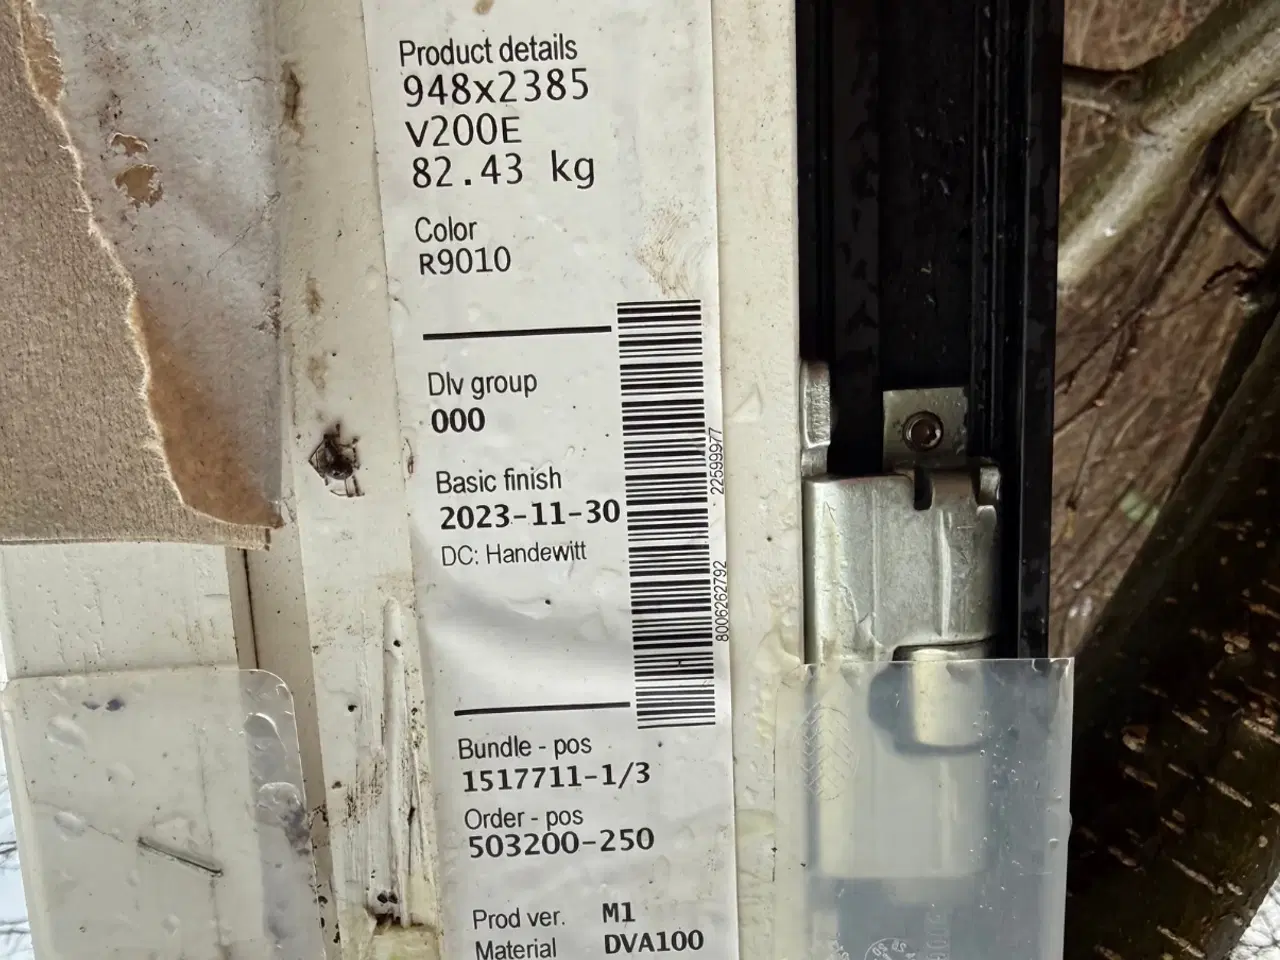 Product details
948x2385
V200E
82.43 kg
Color
R9010
Dlv group
000
Basic finish
2023-11-30
DC: Handewitt
22599977
8006262792
Bundle - pos
1517711-1/3
Order - pos
503200-250
Prod ver. M1
Material DVA100